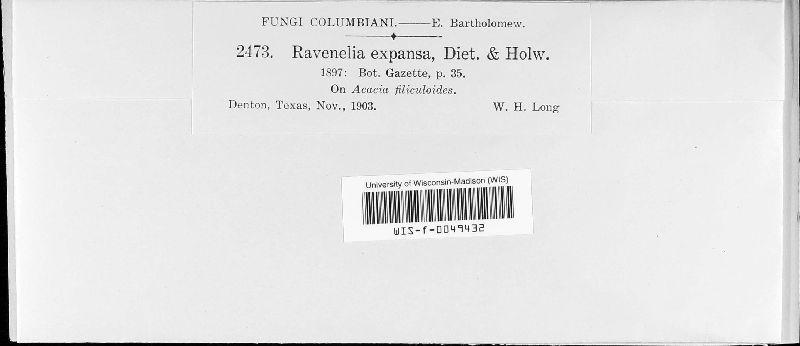 FUNGI COLUMBIANI.——E. Bartholomew.
2473. Ravenelia expansa, Diet. & Holw.
1897: Bot. Gazette, p. 35.
On Acacia filiculoides.
Denton, Texas, Nov., 1903. W. H. Long
University of Wisconsin-Madison (WIS)
WIS-f-0049432